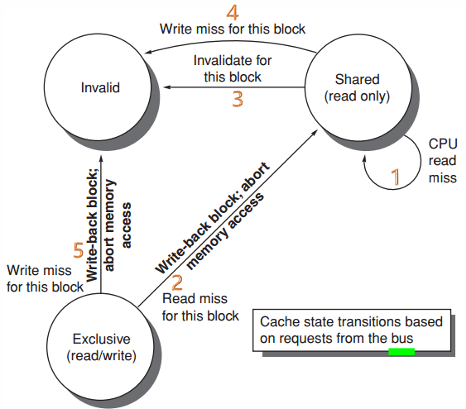 4
Write miss for this block
Invalidate for
this block
3
Invalid
Shared
(read only)
CPU
read
miss
1
Write-back block; abort
memory access
2
Read miss
for this block
Write-back block;
abort memory
access
5
Write miss
for this block
Exclusive
(read/write)
Cache state transitions based
on requests from the bus